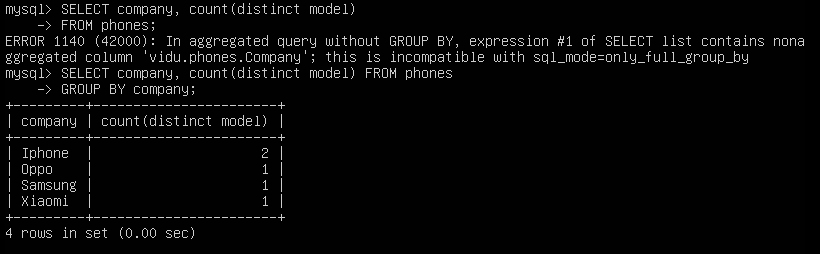 mysql> SELECT company, count(distinct model)
    -> FROM phones;
ERROR 1140 (42000): In aggregated query without GROUP BY, expression #1 of SELECT list contains nona
ggregated column 'vidu.phones.Company'; this is incompatible with sql_mode=only_full_group_by
mysql> SELECT company, count(distinct model) FROM phones
    -> GROUP BY company;
+---------+-----------------------+
| company | count(distinct model) |
+---------+-----------------------+
| Iphone  |                     2 |
| Oppo    |                     1 |
| Samsung |                     1 |
| Xiaomi  |                     1 |
+---------+-----------------------+
4 rows in set (0.00 sec)